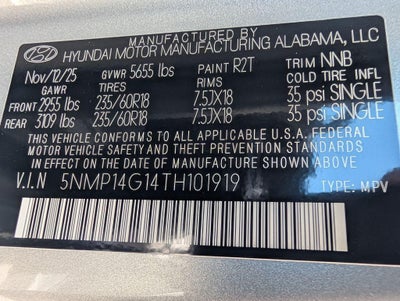 MANUFACTURED BY
HYUNDAI MOTOR MANUFACTURING ALABAMA, LLC
Nov/12/25 GVWR 5655 lbs PAINT R2T TRIM NNB
GAWR TIRES RIMS COLD TIRE INFL
FRONT 2955 lbs 235/60R18 7.5JX18 35 psi SINGLE
REAR 3109 lbs 235/60R18 7.5JX18 35 psi SINGLE
THIS VEHICLE CONFORMS TO ALL APPLICABLE U.S.A. FEDERAL
MOTOR VEHICLE SAFETY AND THEFT PREVENTION STANDARDS
IN EFFECT ON THE DATE OF MANUFACTURE SHOWN ABOVE.
V.I.N 5NMP14G14TH101919 TYPE: MPV